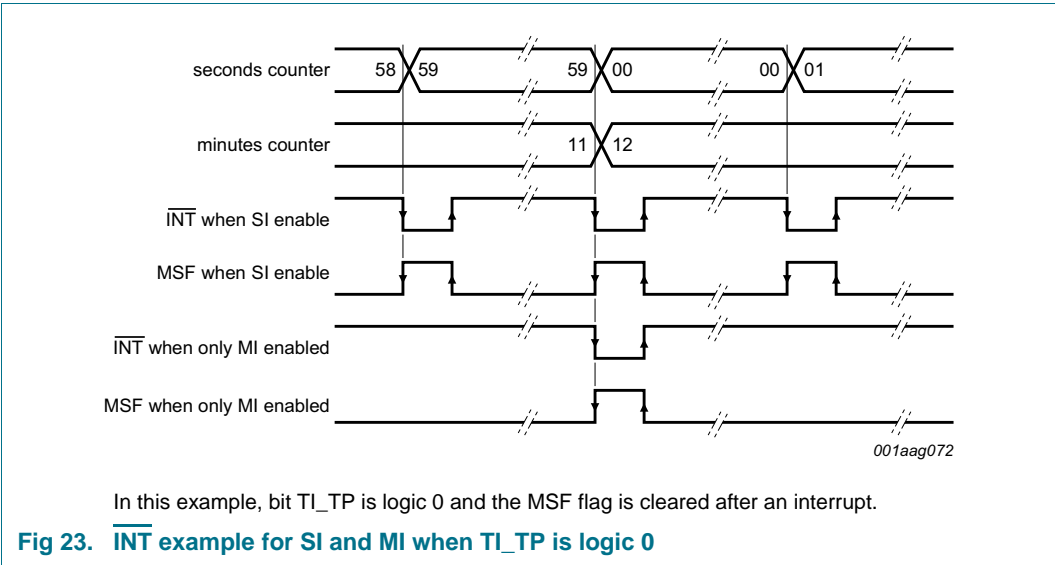 seconds counter 58 59 59 00 00 01
minutes counter 11 12
INT when SI enable
MSF when SI enable
INT when only MI enabled
MSF when only MI enabled
001aag072
In this example, bit TI_TP is logic 0 and the MSF flag is cleared after an interrupt.
Fig 23. INT example for SI and MI when TI_TP is logic 0